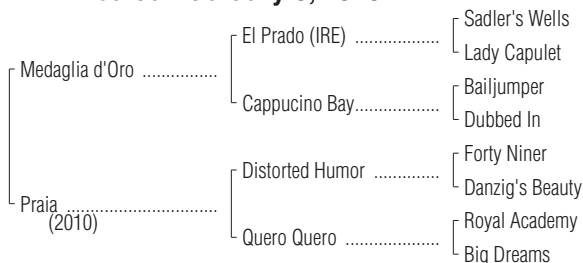 El Prado (IRE) ................... Sadler's Wells
Lady Capulet
Medaglia d'Oro ................
Cappucino Bay................... Bailjumper
Dubbed In
Distorted Humor ............... Forty Niner
Danzig's Beauty
Praia ................................
(2010)
Quero Quero .................... Royal Academy
Big Dreams